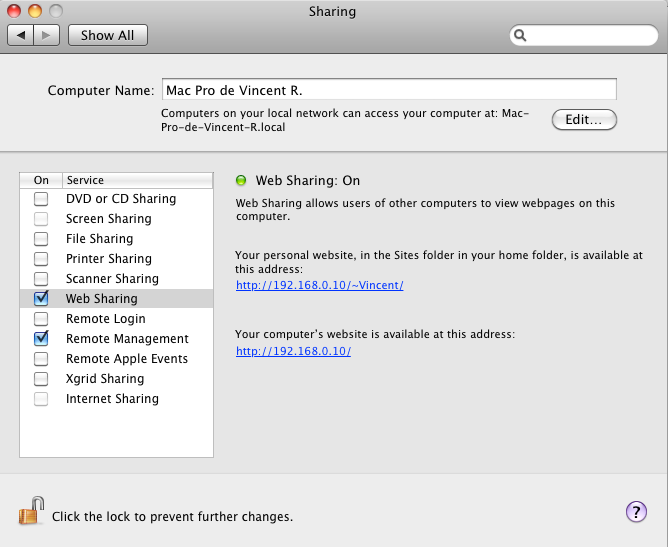 Sharing
Show All
Computer Name: Mac Pro de Vincent R.
Computers on your local network can access your computer at: Mac-
Pro-de-Vincent-R.local
Edit...
On Service
DVD or CD Sharing
Screen Sharing
File Sharing
Printer Sharing
Scanner Sharing
Web Sharing
Remote Login
Remote Management
Remote Apple Events
Xgrid Sharing
Internet Sharing
Web Sharing: On
Web Sharing allows users of other computers to view webpages on this
computer.
Your personal website, in the Sites folder in your home folder, is available at
this address:
http://192.168.0.10/~Vincent/
Your computer’s website is available at this address:
http://192.168.0.10/
Click the lock to prevent further changes.
?